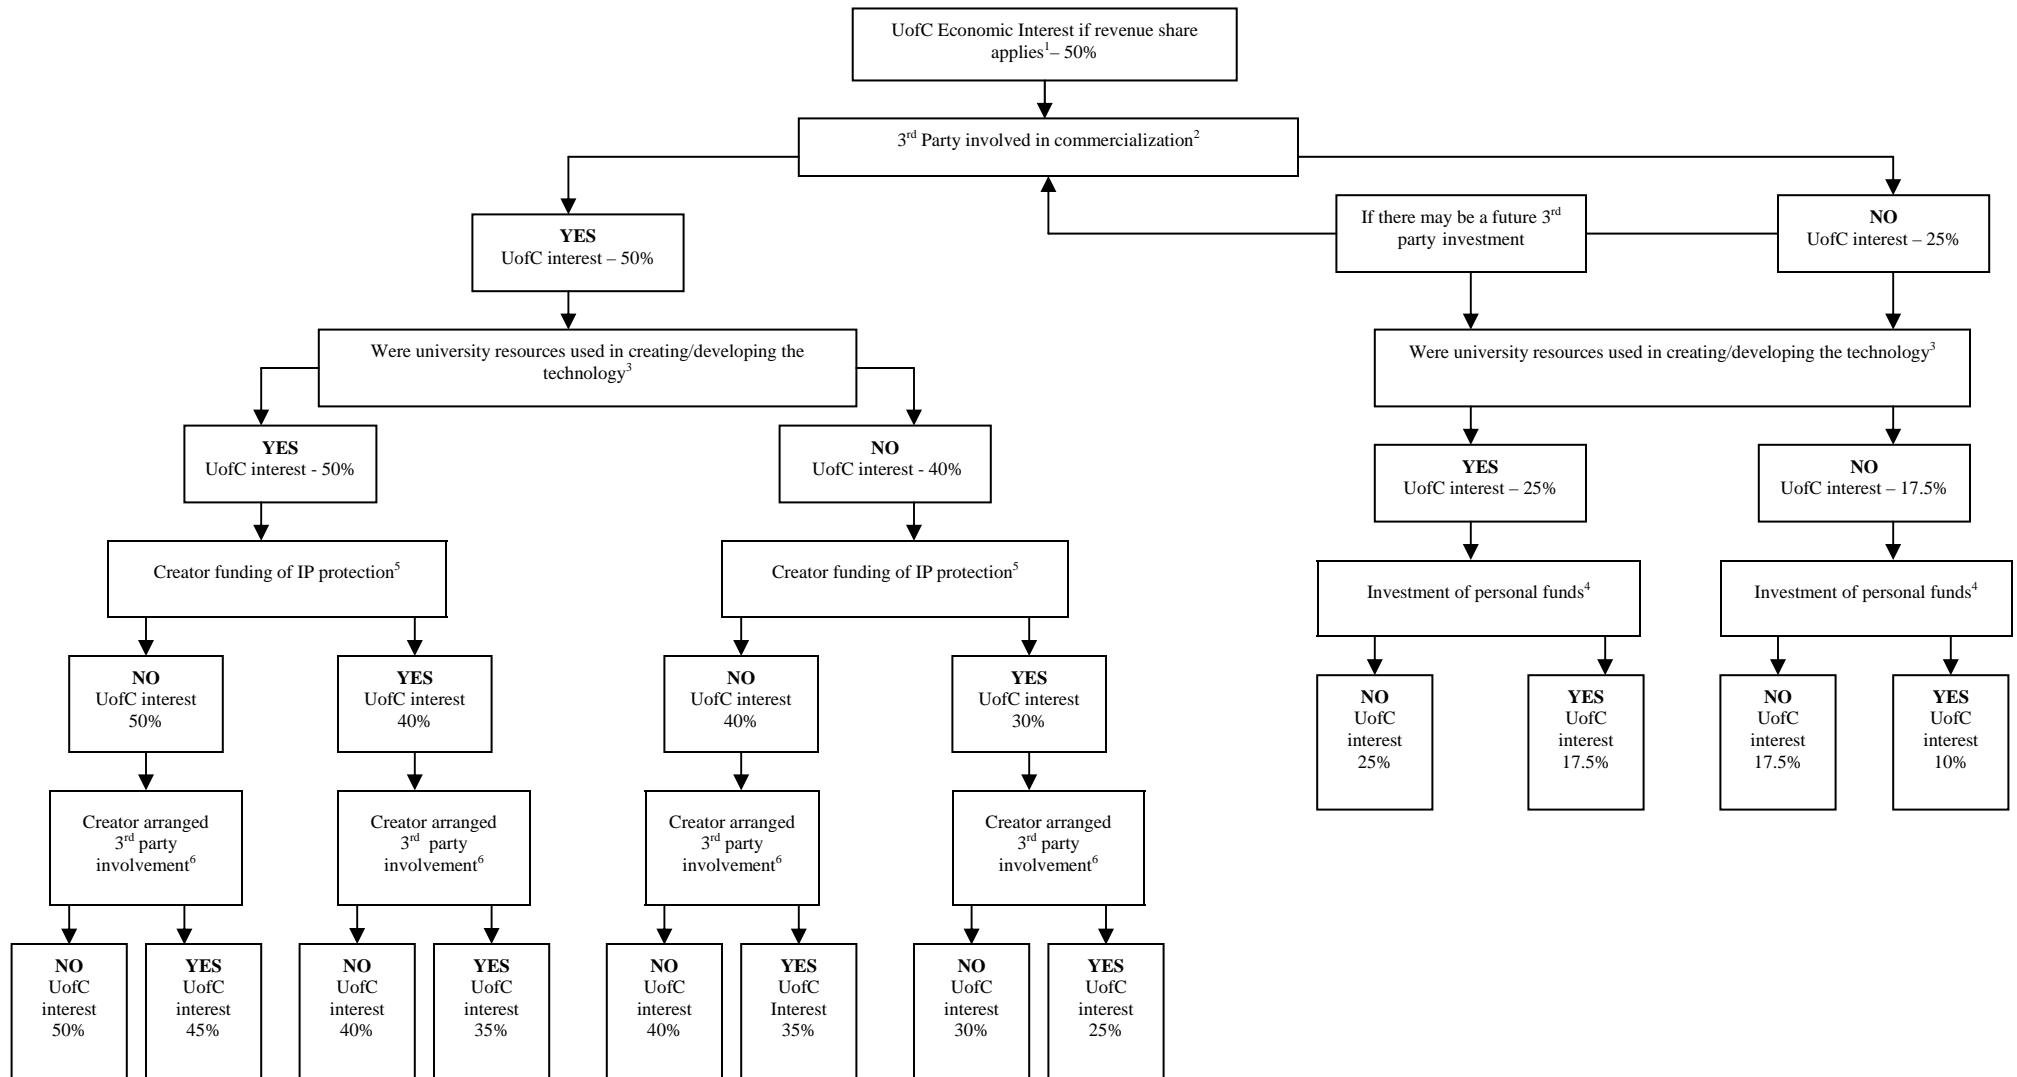 UofC Economic Interest if revenue share
applies1– 50%
3rd Party involved in commercialization2
YES
UofC interest – 50%
If there may be a future 3rd
party investment
NO
UofC interest – 25%
Were university resources used in creating/developing the
technology3
Were university resources used in creating/developing the technology3
YES
UofC interest - 50%
NO
UofC interest - 40%
YES
UofC interest – 25%
NO
UofC interest – 17.5%
Creator funding of IP protection5
Creator funding of IP protection5
Investment of personal funds4
Investment of personal funds4
NO
UofC interest
50%
YES
UofC interest
40%
NO
UofC interest
40%
YES
UofC interest
30%
NO
UofC
interest
25%
YES
UofC
interest
17.5%
NO
UofC
interest
17.5%
YES
UofC
interest
10%
Creator arranged
3rd party
involvement6
Creator arranged
3rd party
involvement6
Creator arranged
3rd party
involvement6
Creator arranged
3rd party
involvement6
NO
UofC
interest
50%
YES
UofC
interest
45%
NO
UofC
interest
40%
YES
UofC
interest
35%
NO
UofC
interest
40%
YES
UofC
Interest
35%
NO
UofC
interest
30%
YES
UofC
interest
25%